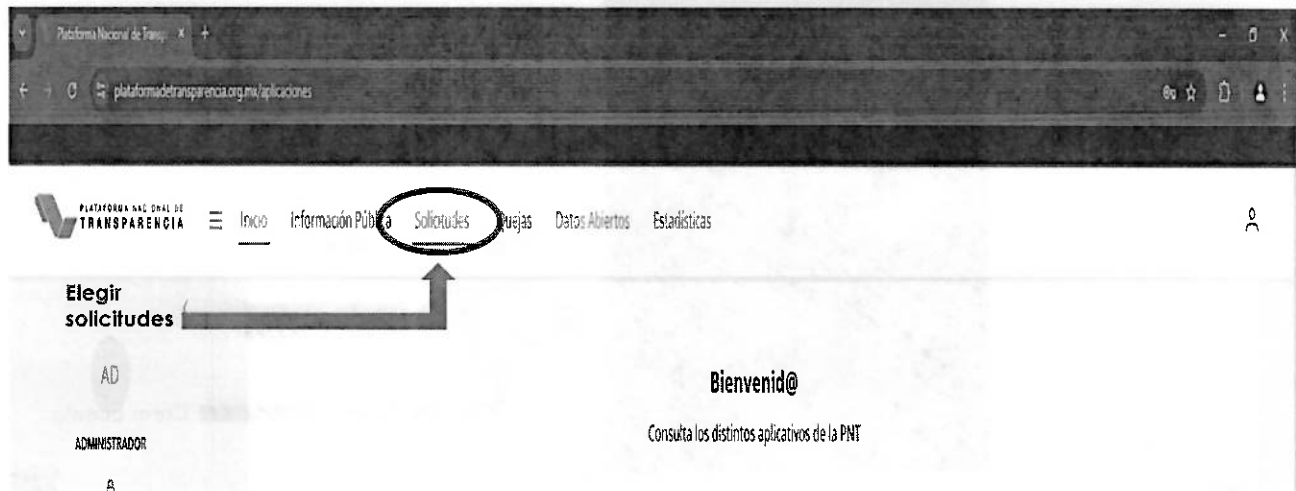 Plataforma Nacional de Transp
plataformadetransparencia.org.mx/aplicaciones
PLATAFORMA NACIONAL DE
TRANSPARENCIA
Inicio Información Pública Solicitudes Quejas Datos Abiertos Estadísticas
Elegir
solicitudes
AD
Bienvenid@
Consulta los distintos aplicativos de la PNT
ADMINISTRADOR